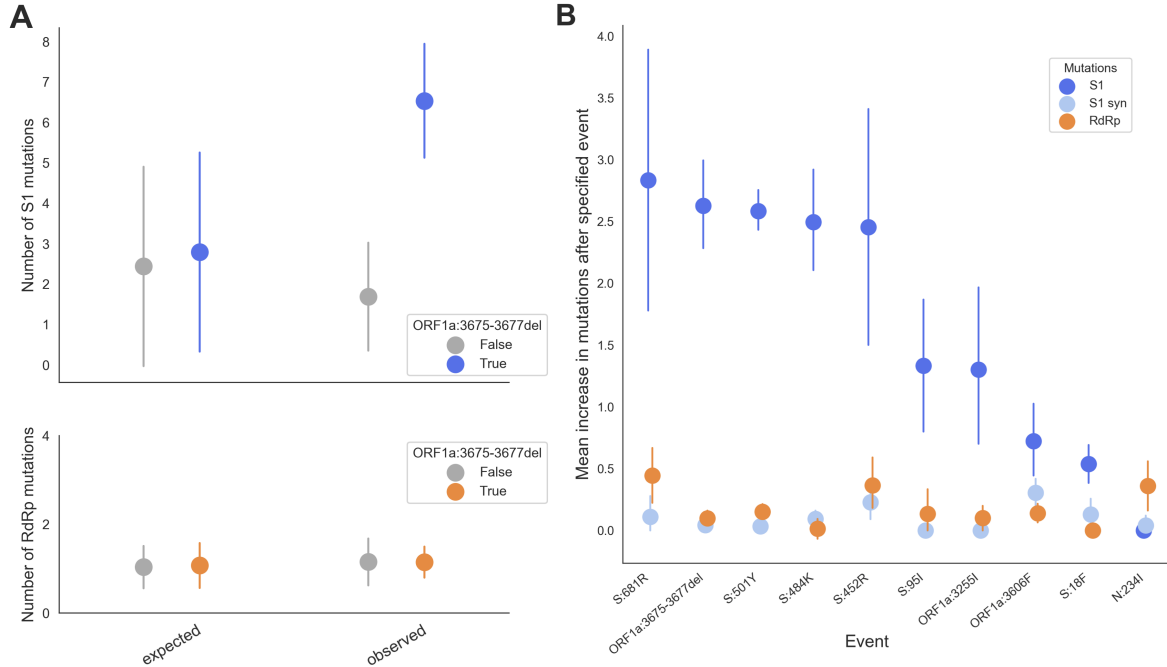 A
Number of S1 mutations
8
7
6
5
4
3
2
1
0
ORF1a:3675-3677del
False
True
Number of RdRp mutations
4
2
0
ORF1a:3675-3677del
False
True
expected
observed
B
Mean increase in mutations after specified event
4.0
3.5
3.0
2.5
2.0
1.5
1.0
0.5
0.0
Mutations
S1
S1 syn
RdRp
S:681R
ORF1a:3675-3677del
S:501Y
S:484K
S:452R
S:95I
ORF1a:3255I
ORF1a:3606F
S:18F
N:234I
Event